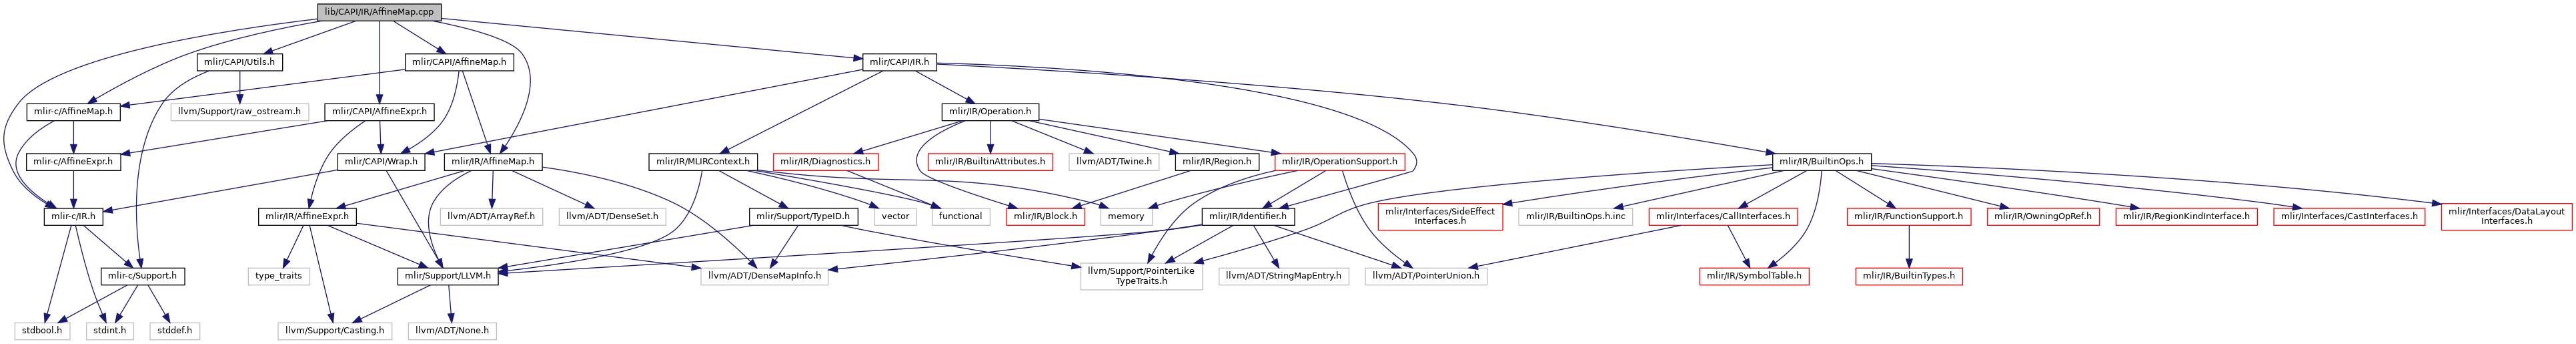 lib/CAPI/IR/AffineMap.cpp
mlir/CAPI/Utils.h
mlir/CAPI/AffineMap.h
mlir/CAPI/IR.h
mlir-c/AffineMap.h
llvm/Support/raw_ostream.h
mlir/CAPI/AffineExpr.h
mlir/IR/Operation.h
mlir-c/AffineExpr.h
mlir/CAPI/Wrap.h
mlir/IR/AffineMap.h
mlir/IR/MLIRContext.h
mlir/IR/Diagnostics.h
mlir/IR/BuiltinAttributes.h
llvm/ADT/Twine.h
mlir/IR/Region.h
mlir/IR/OperationSupport.h
mlir/IR/BuiltinOps.h
mlir-c/IR.h
mlir/IR/AffineExpr.h
llvm/ADT/ArrayRef.h
llvm/ADT/DenseSet.h
mlir/Support/TypeID.h
vector
functional
mlir/IR/Block.h
memory
mlir/IR/Identifier.h
mlir/Interfaces/SideEffect
Interfaces.h
mlir/IR/BuiltinOps.h.inc
mlir/Interfaces/CallInterfaces.h
mlir/IR/FunctionSupport.h
mlir/IR/OwningOpRef.h
mlir/IR/RegionKindInterface.h
mlir/Interfaces/CastInterfaces.h
mlir/Interfaces/DataLayout
Interfaces.h
mlir-c/Support.h
type_traits
mlir/Support/LLVM.h
llvm/ADT/DenseMapInfo.h
llvm/Support/PointerLike
TypeTraits.h
llvm/ADT/StringMapEntry.h
llvm/ADT/PointerUnion.h
mlir/IR/SymbolTable.h
mlir/IR/BuiltinTypes.h
stdbool.h
stdint.h
stddef.h
llvm/Support/Casting.h
llvm/ADT/None.h